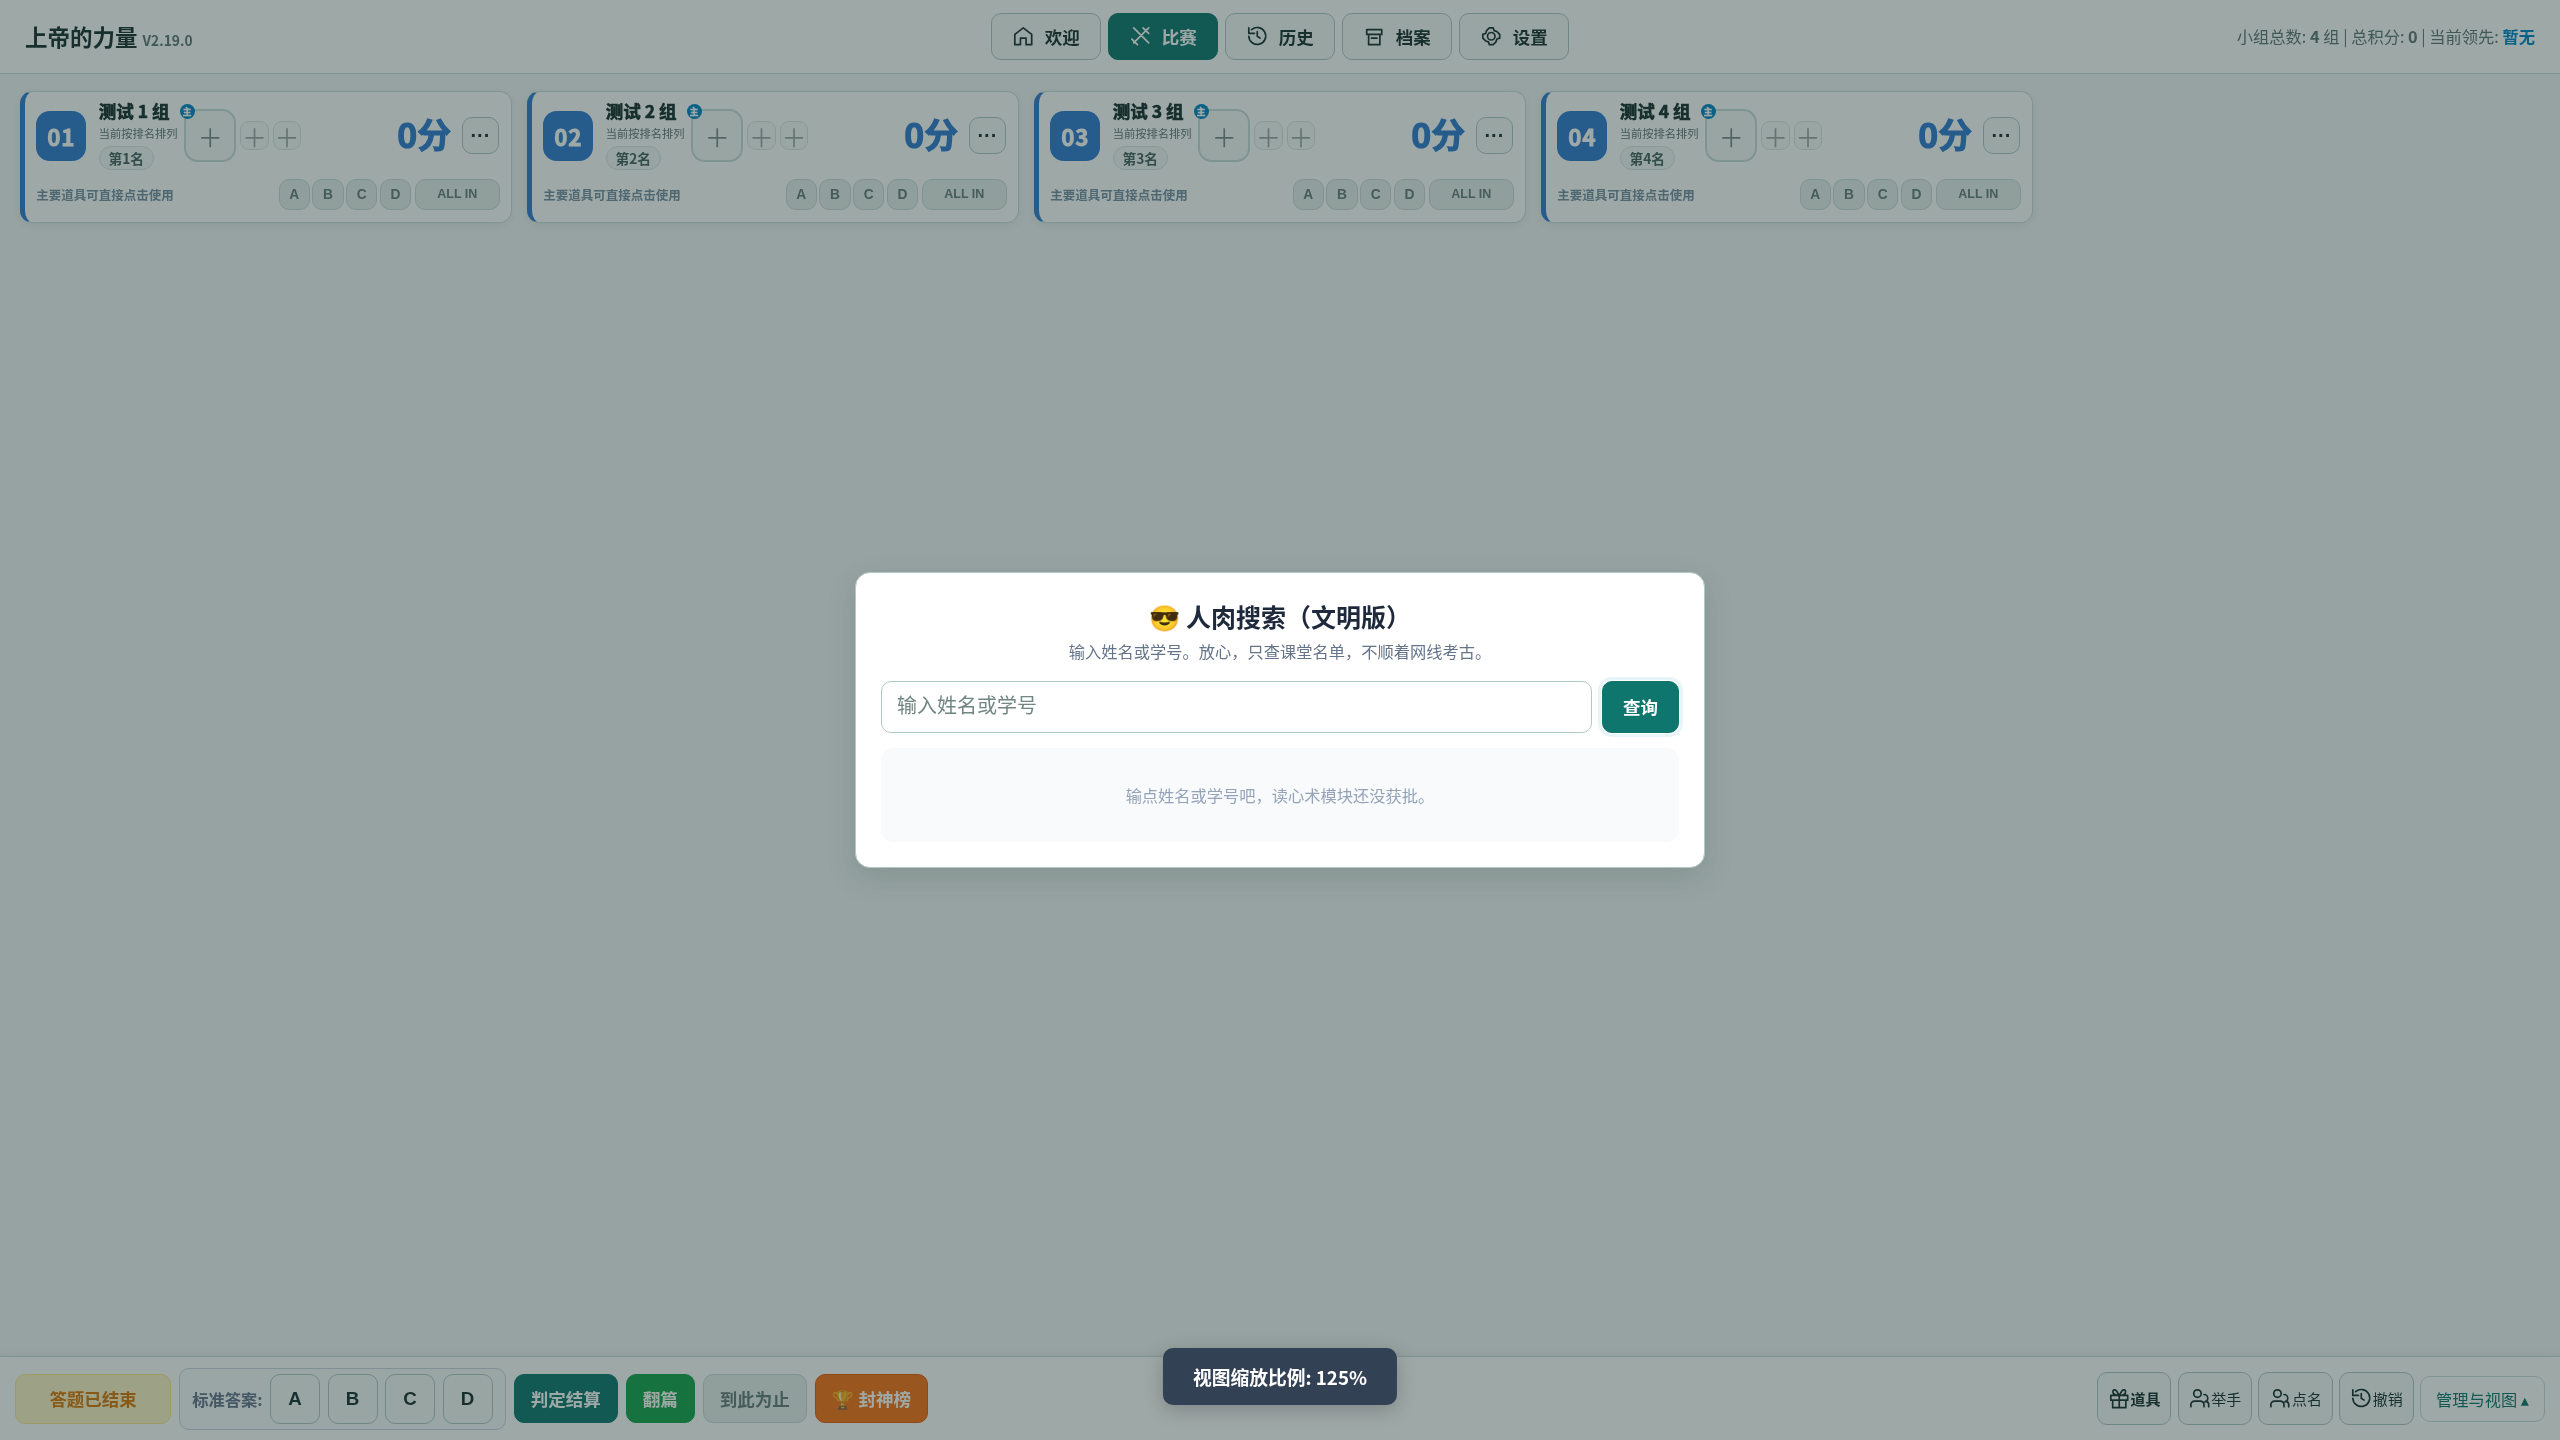 上帝的力量 V2.19.0
欢迎
比赛
历史
档案
设置
小组总数: 4 组 | 总积分: 0 | 当前领先: 暂无
01
测试 1 组
当前按排名排列
第1名
主
0分
...
主要道具可直接点击使用
A B C D ALL IN
02
测试 2 组
当前按排名排列
第2名
主
0分
...
主要道具可直接点击使用
A B C D ALL IN
03
测试 3 组
当前按排名排列
第3名
主
0分
...
主要道具可直接点击使用
A B C D ALL IN
04
测试 4 组
当前按排名排列
第4名
主
0分
...
主要道具可直接点击使用
A B C D ALL IN
😎 人肉搜索（文明版）
输入姓名或学号。放心，只查课堂名单，不顺着网线考古。
输入姓名或学号
查询
输点姓名或学号吧，读心术模块还没获批。
视图缩放比例: 125%
答题已结束
标准答案: A B C D
判定结算
翻篇
到此为止
🏆 封神榜
道具
举手
点名
撤销
管理与视图 ▴